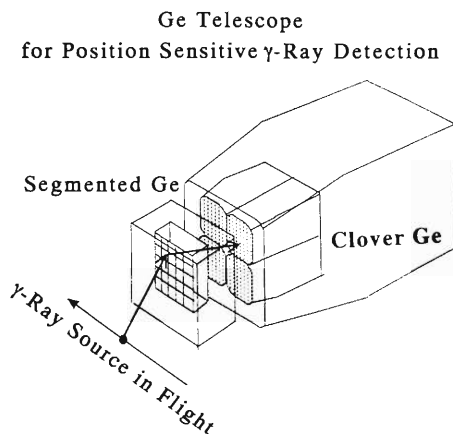 Ge Telescope
for Position Sensitive γ-Ray Detection
Segmented Ge
Clover Ge
γ-Ray Source in Flight